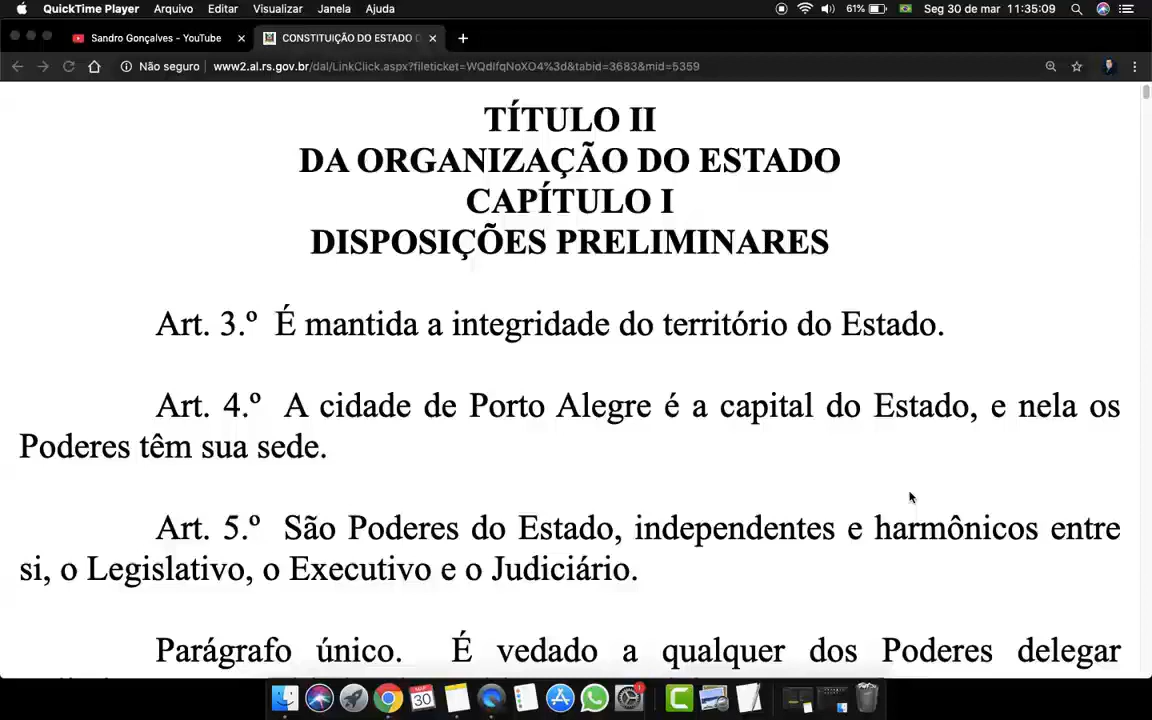 QuickTime Player Arquivo Editar Visualizar Janela Ajuda 61% Seg 30 de mar 11:35:09
Sandro Gonçalves - YouTube CONSTITUIÇÃO DO ESTADO
Não seguro www2.al.rs.gov.br/dal/LinkClick.aspx?fileticket=WQdIfqNoXO4%3d&tabid=3683&mid=5359
TÍTULO II
DA ORGANIZAÇÃO DO ESTADO
CAPÍTULO I
DISPOSIÇÕES PRELIMINARES
Art. 3.º É mantida a integridade do território do Estado.
Art. 4.º A cidade de Porto Alegre é a capital do Estado, e nela os
Poderes têm sua sede.
Art. 5.º São Poderes do Estado, independentes e harmônicos entre
si, o Legislativo, o Executivo e o Judiciário.
Parágrafo único. É vedado a qualquer dos Poderes delegar
30